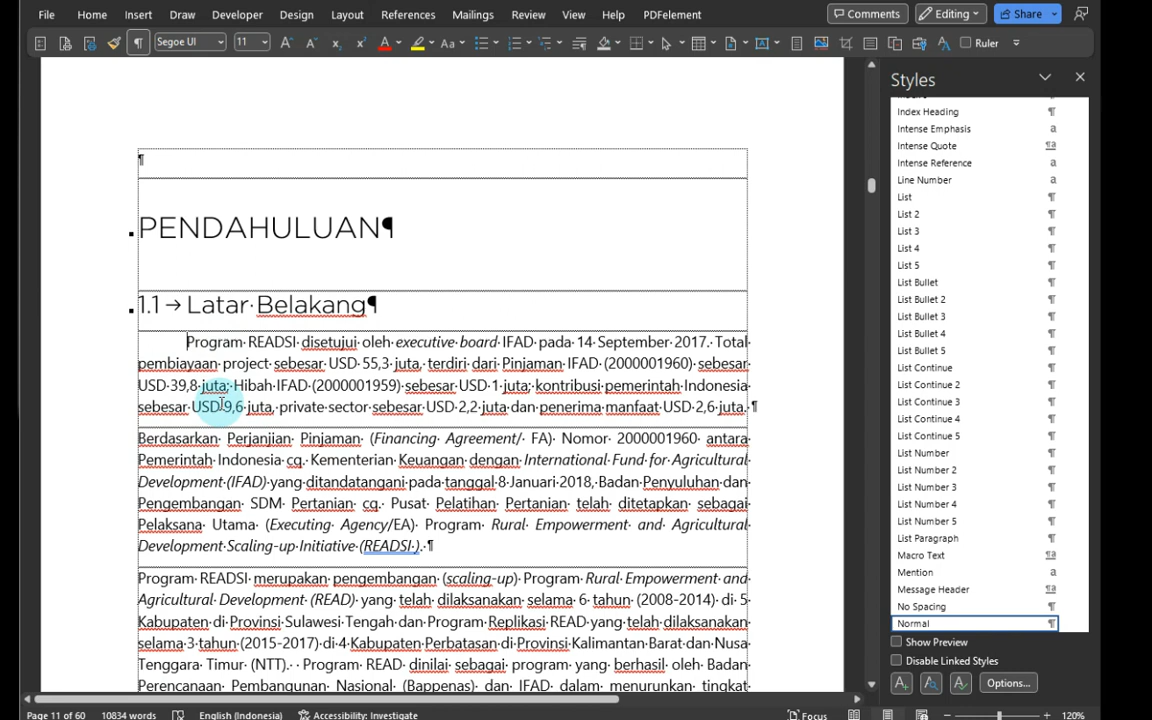 File Home Insert Draw Developer Design Layout References Mailings Review View Help PDFelement Comments Editing Share
Segoe UI 11 Aa Ruler
Styles
Index Heading
Intense Emphasis
Intense Quote
Intense Reference
Line Number
List
List 2
List 3
List 4
List 5
List Bullet
List Bullet 2
List Bullet 3
List Bullet 4
List Bullet 5
List Continue
List Continue 2
List Continue 3
List Continue 4
List Continue 5
List Number
List Number 2
List Number 3
List Number 4
List Number 5
List Paragraph
Macro Text
Mention
Message Header
No Spacing
Normal
Show Preview
Disable Linked Styles
Options...
¶
PENDAHULUAN¶
1.1 → Latar Belakang¶
Program READSI disetujui oleh executive board IFAD pada 14 September 2017. Total
pembiayaan project sebesar USD 55,3 juta, terdiri dari Pinjaman IFAD (2000001960) sebesar
USD 39,8 juta; Hibah IFAD (2000001959) sebesar USD 1 juta; kontribusi pemerintah Indonesia
sebesar USD 9,6 juta, private sector sebesar USD 2,2 juta dan penerima manfaat USD 2,6 juta. ¶
Berdasarkan Perjanjian Pinjaman (Financing Agreement/ FA) Nomor 2000001960 antara
Pemerintah Indonesia cq. Kementerian Keuangan dengan International Fund for Agricultural
Development (IFAD) yang ditandatangani pada tanggal 8 Januari 2018, Badan Penyuluhan dan
Pengembangan SDM Pertanian cq. Pusat Pelatihan Pertanian telah ditetapkan sebagai
Pelaksana Utama (Executing Agency/EA) Program Rural Empowerment and Agricultural
Development Scaling-up Initiative (READSI ). ¶
Program READSI merupakan pengembangan (scaling-up) Program Rural Empowerment and
Agricultural Development (READ) yang telah dilaksanakan selama 6 tahun (2008-2014) di 5
Kabupaten di Provinsi Sulawesi Tengah dan Program Replikasi READ yang telah dilaksanakan
selama 3 tahun (2015-2017) di 4 Kabupaten Perbatasan di Provinsi Kalimantan Barat dan Nusa
Tenggara Timur (NTT). Program READ dinilai sebagai program yang berhasil oleh Badan
Perencanaan Pembangunan Nasional (Bappenas) dan IFAD dalam menurunkan tingkat
Page 11 of 60 10834 words English (Indonesia) Accessibility: Investigate Focus 120%